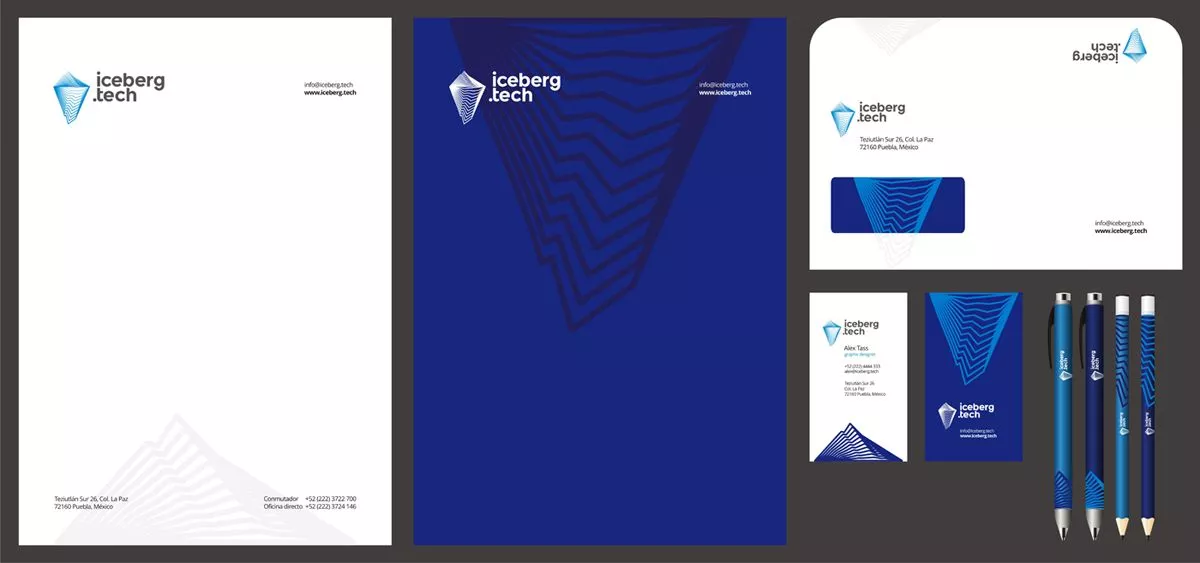 iceberg
.tech
info@iceberg.tech
www.iceberg.tech
Teziutlán Sur 26, Col. La Paz
72160 Puebla, México
Conmutador +52 (222) 3722 700
Oficina directo +52 (222) 3724 146
iceberg
.tech
info@iceberg.tech
www.iceberg.tech
iceberg
.tech
iceberg
.tech
Teziutlán Sur 26, Col. La Paz
72160 Puebla, México
info@iceberg.tech
www.iceberg.tech
iceberg
.tech
Alex Tass
graphic designer
+52 (222) 4444 333
alex@iceberg.tech
Teziutlán Sur 26
Col. La Paz
72160 Puebla, México
iceberg
.tech
info@iceberg.tech
www.iceberg.tech
iceberg
.tech
iceberg
.tech
iceberg
.tech
iceberg
.tech